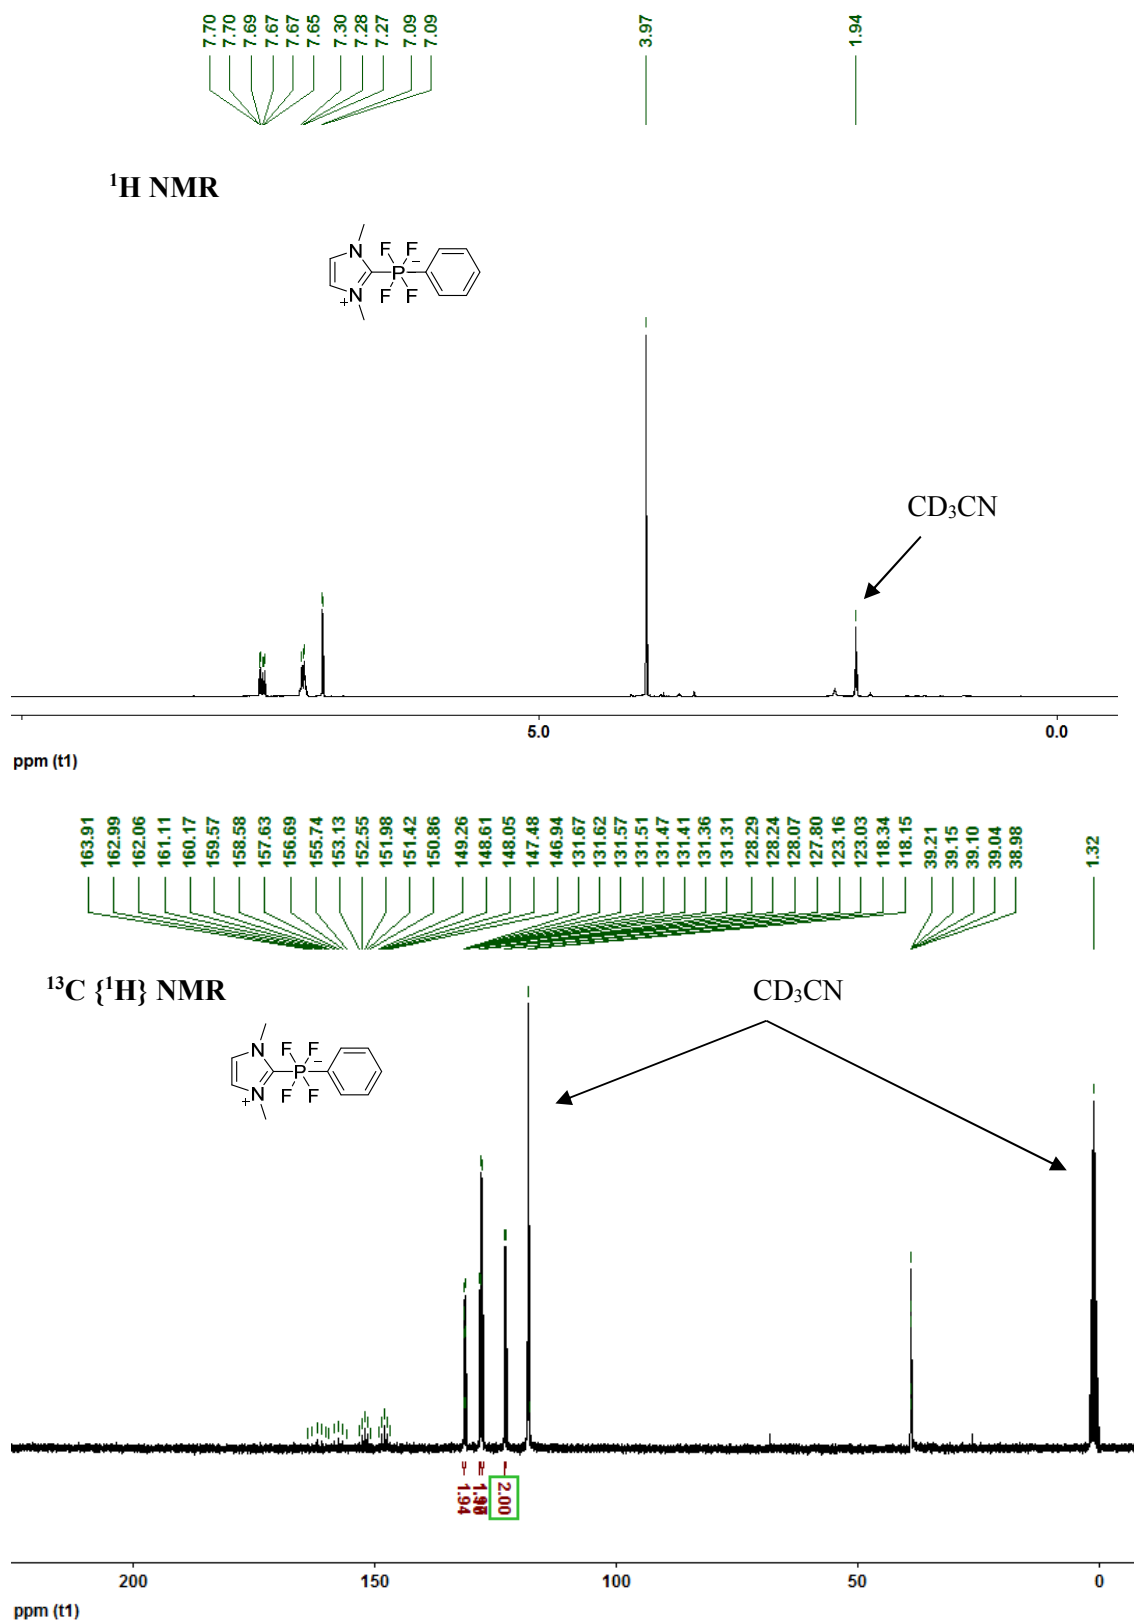 7.70 7.70 7.69 7.67 7.67 7.65 7.30 7.28 7.27 7.09 7.09 3.97 1.94
¹H NMR
N F F
P −
N F F
+
CD₃CN
5.0 0.0
ppm (t1)
163.91 162.99 162.06 161.11 160.17 159.57 158.58 157.63 156.69 155.74 153.13 152.55 151.98 151.42 150.86 149.26 148.61 148.05 147.48 146.94 131.67 131.62 131.57 131.51 131.47 131.41 131.36 131.31 128.29 128.24 128.07 127.80 123.16 123.03 118.34 118.15 39.21 39.15 39.10 39.04 38.98 1.32
¹³C {¹H} NMR
CD₃CN
N F F
P −
N F F
+
1.94 2.00
200 150 100 50 0
ppm (t1)